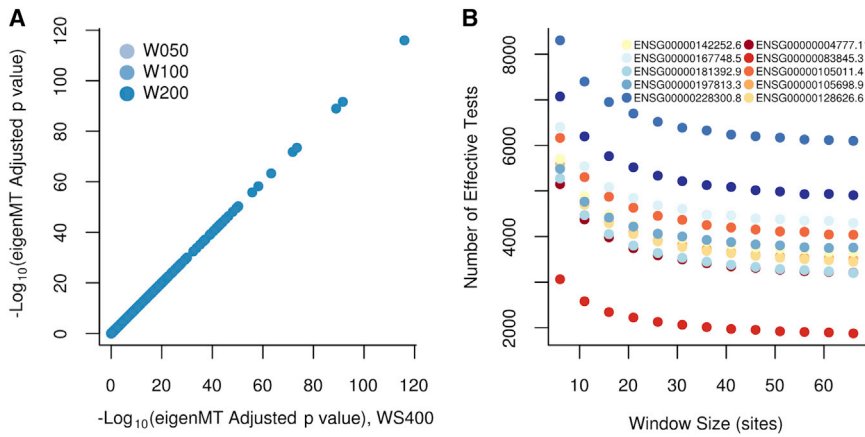 A
-Log10(eigenMT Adjusted p value)
120
100
80
60
40
20
0
W050
W100
W200
0 20 40 60 80 100 120
-Log10(eigenMT Adjusted p value), WS400
B
Number of Effective Tests
8000
6000
4000
2000
ENSG00000142252.6 ENSG00000004777.1
ENSG00000167748.5 ENSG00000083845.3
ENSG00000181392.9 ENSG00000105011.4
ENSG00000197813.3 ENSG00000105698.9
ENSG00000228300.8 ENSG00000128626.6
10 20 30 40 50 60
Window Size (sites)